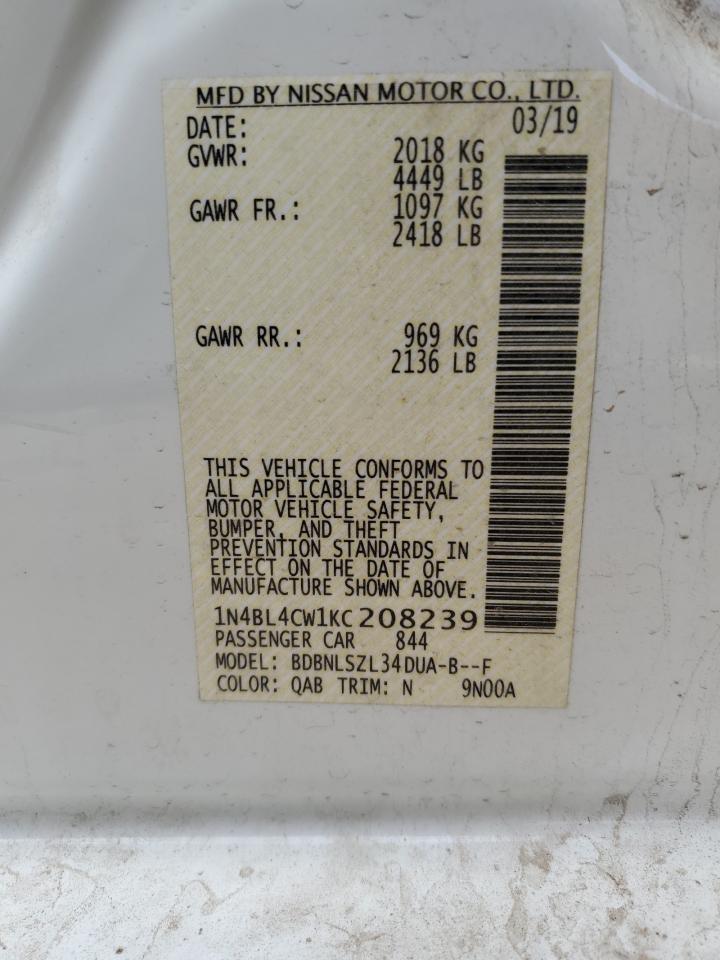 MFD BY NISSAN MOTOR CO., LTD.
DATE: 03/19
GVWR: 2018 KG
4449 LB
GAWR FR.: 1097 KG
2418 LB
GAWR RR.: 969 KG
2136 LB
THIS VEHICLE CONFORMS TO
ALL APPLICABLE FEDERAL
MOTOR VEHICLE SAFETY,
BUMPER, AND THEFT
PREVENTION STANDARDS IN
EFFECT ON THE DATE OF
MANUFACTURE SHOWN ABOVE.
1N4BL4CW1KC208239
PASSENGER CAR 844
MODEL: BDBNLSZL34DUA-B--F
COLOR: QAB TRIM: N 9N00A